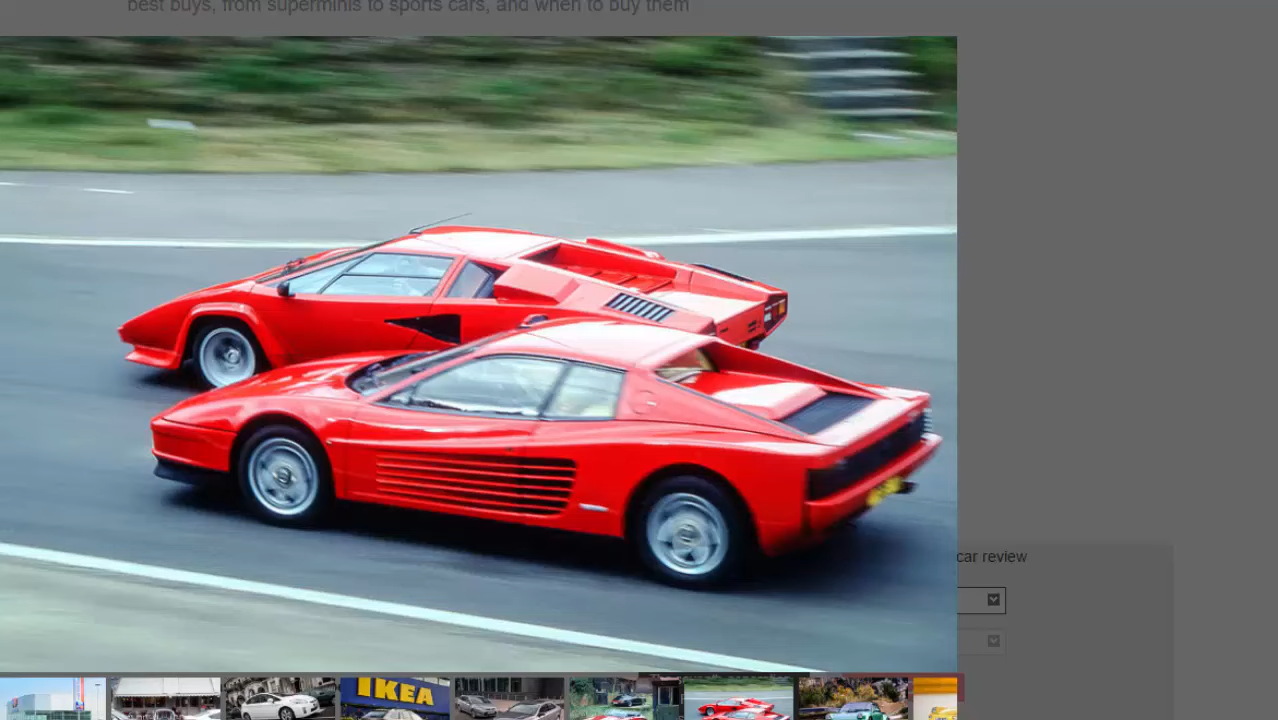 best buys, from superminis to sports cars, and when to buy them
car review
IKEA